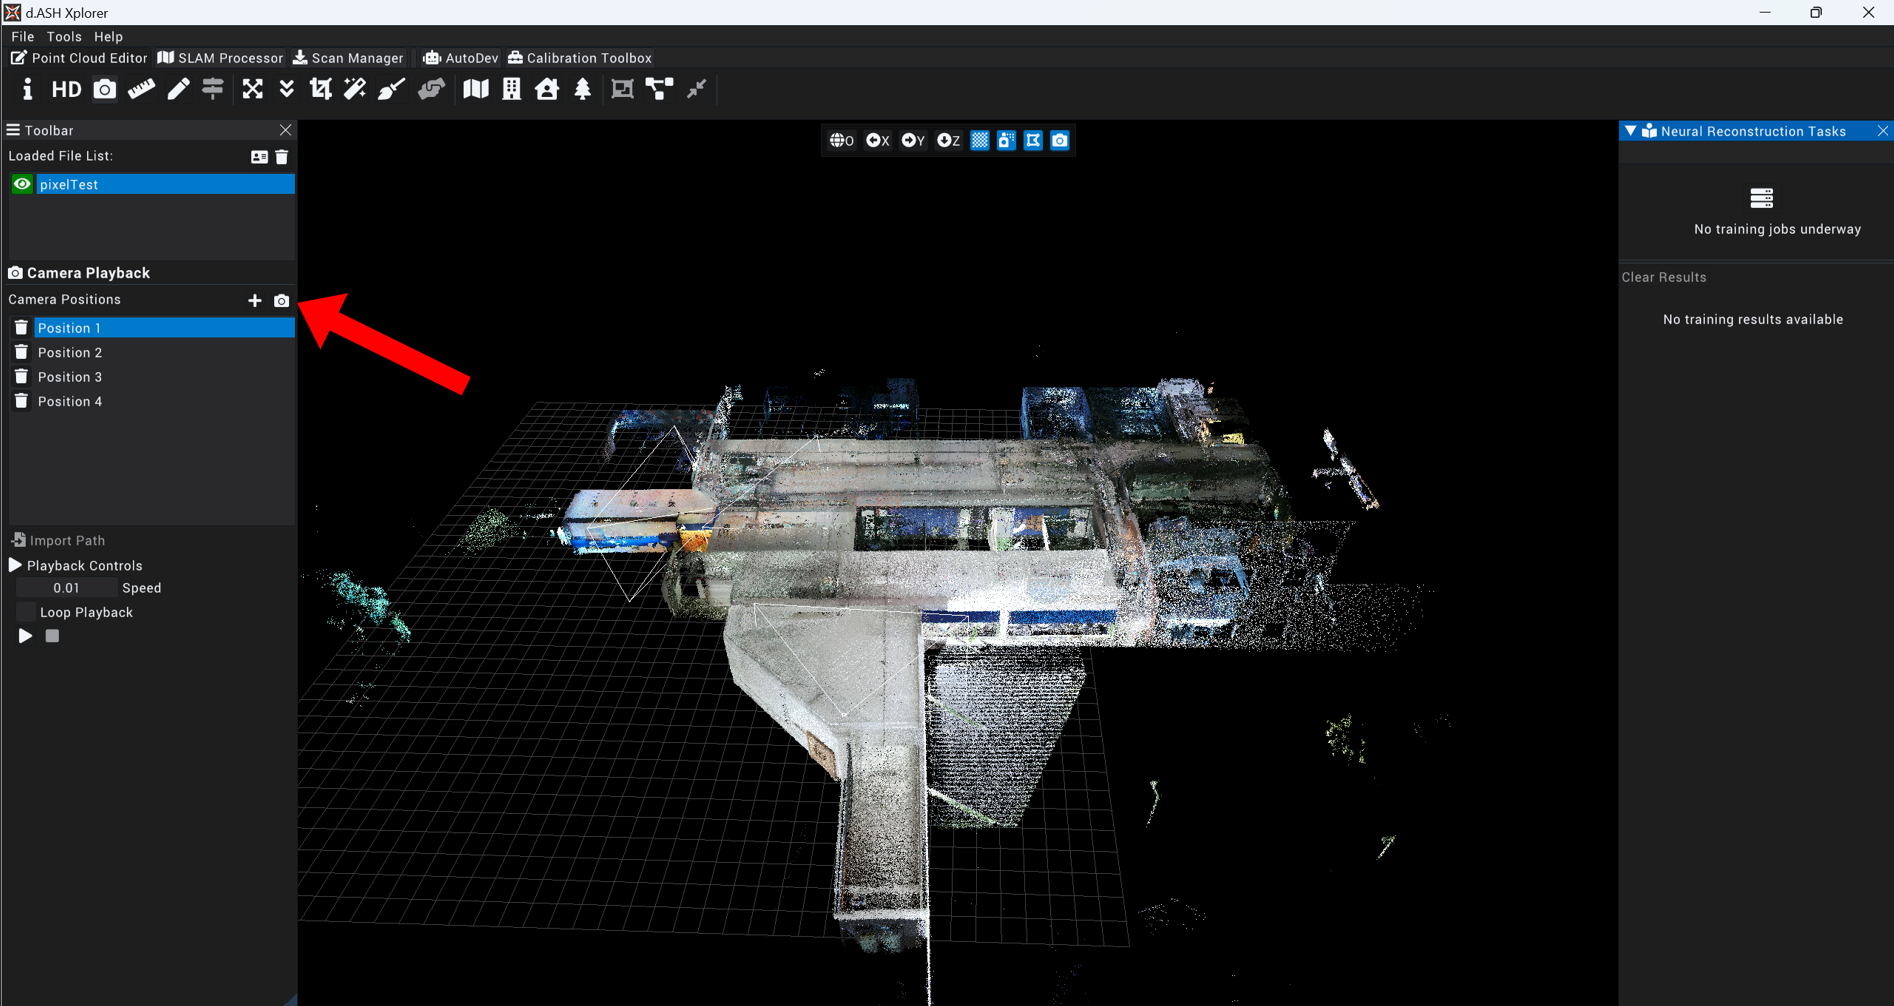 d.ASH Xplorer
File Tools Help
Point Cloud Editor SLAM Processor Scan Manager AutoDev Calibration Toolbox
HD
Toolbar
Loaded File List:
pixelTest
Camera Playback
Camera Positions
Position 1
Position 2
Position 3
Position 4
Import Path
Playback Controls
0.01 Speed
Loop Playback
O X Y Z
Neural Reconstruction Tasks
No training jobs underway
Clear Results
No training results available